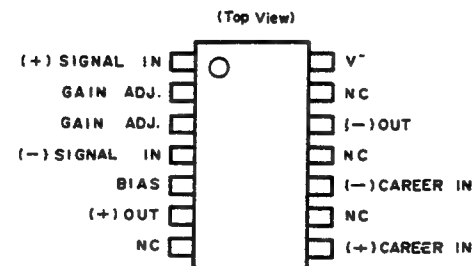 (Top View)
(+) SIGNAL IN
V-
GAIN ADJ.
NC
GAIN ADJ.
(-)OUT
(-) SIGNAL IN
NC
BIAS
(-)CAREER IN
(+)OUT
NC
NC
(+)CAREER IN